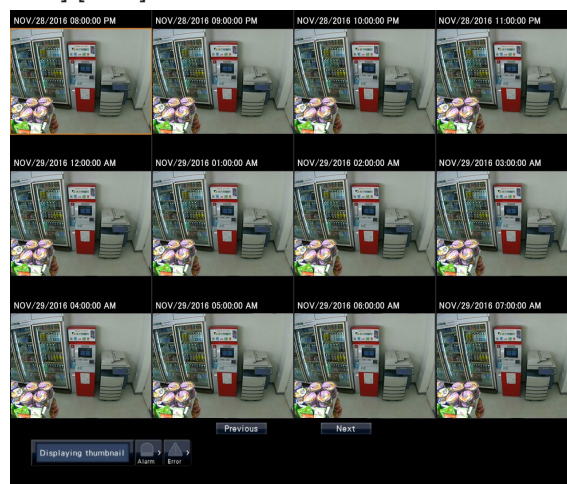 NOV/28/2016 08:00:00 PM
NOV/28/2016 09:00:00 PM
NOV/28/2016 10:00:00 PM
NOV/28/2016 11:00:00 PM
NOV/29/2016 12:00:00 AM
NOV/29/2016 01:00:00 AM
NOV/29/2016 02:00:00 AM
NOV/29/2016 03:00:00 AM
NOV/29/2016 04:00:00 AM
NOV/29/2016 05:00:00 AM
NOV/29/2016 06:00:00 AM
NOV/29/2016 07:00:00 AM
Previous
Next
Displaying thumbnail
Alarm
Error